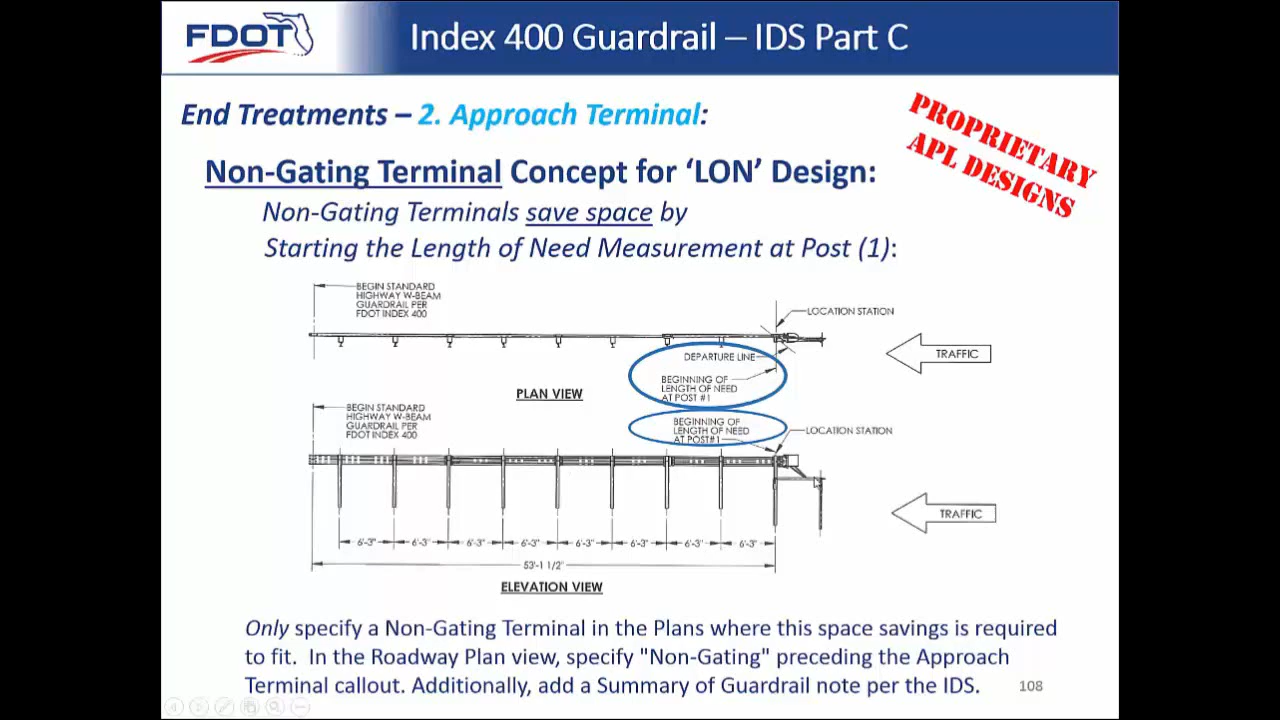 FDOT
Index 400 Guardrail – IDS Part C
End Treatments – 2. Approach Terminal:
PROPRIETARY
APL DESIGNS
Non-Gating Terminal Concept for ‘LON’ Design:
Non-Gating Terminals save space by
Starting the Length of Need Measurement at Post (1):
BEGIN STANDARD
HIGHWAY W-BEAM
GUARDRAIL PER
FDOT INDEX 400
LOCATION STATION
TRAFFIC
DEPARTURE LINE
BEGINNING OF
LENGTH OF NEED
AT POST #1
PLAN VIEW
BEGIN STANDARD
HIGHWAY W-BEAM
GUARDRAIL PER
FDOT INDEX 400
BEGINNING OF
LENGTH OF NEED
AT POST#1
LOCATION STATION
TRAFFIC
6'-3" 6'-3" 6'-3" 6'-3" 6'-3" 6'-3" 6'-3" 6'-3"
53'-1 1/2"
ELEVATION VIEW
Only specify a Non-Gating Terminal in the Plans where this space savings is required
to fit. In the Roadway Plan view, specify "Non-Gating" preceding the Approach
Terminal callout. Additionally, add a Summary of Guardrail note per the IDS.
108